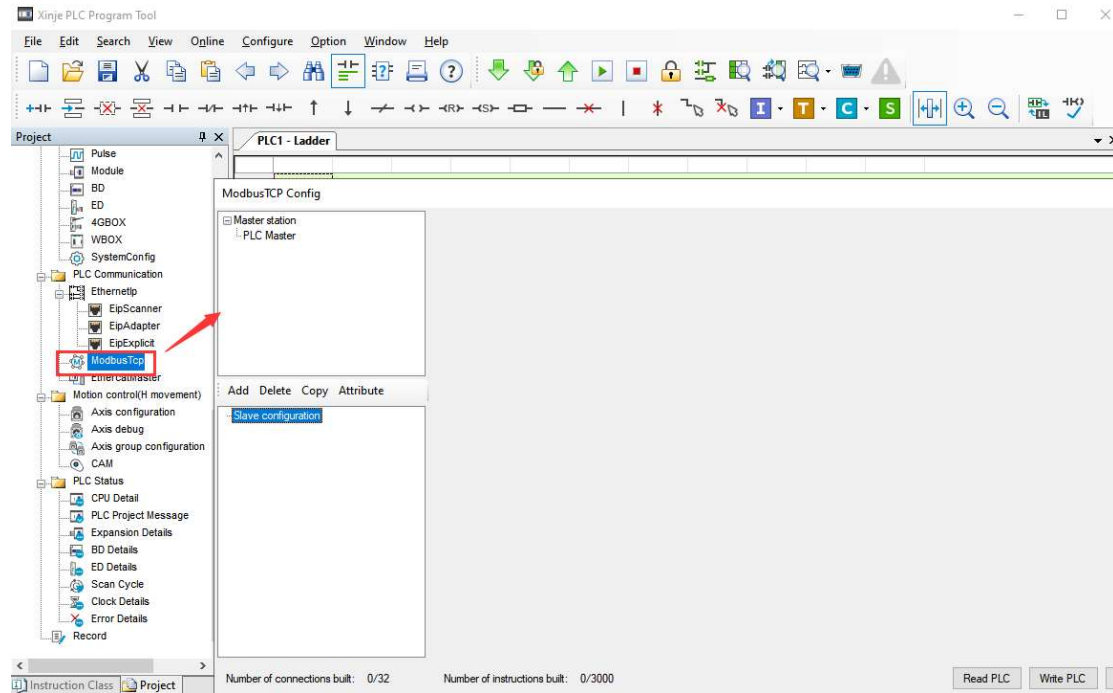 Xinje PLC Program Tool
File Edit Search View Online Configure Option Window Help
I T C S
Project
PLC1 - Ladder
Pulse
Module
BD
ED
4GBOX
WBOX
SystemConfig
PLC Communication
EthernetIp
EipScanner
EipAdapter
EipExplicit
ModbusTcp
EthercatMaster
Motion control(H movement)
Axis configuration
Axis debug
Axis group configuration
CAM
PLC Status
CPU Detail
PLC Project Message
Expansion Details
BD Details
ED Details
Scan Cycle
Clock Details
Error Details
Record
Instruction Class Project
ModbusTCP Config
Master station
PLC Master
Add Delete Copy Attribute
Slave configuration
Number of connections built: 0/32 Number of instructions built: 0/3000
Read PLC Write PLC